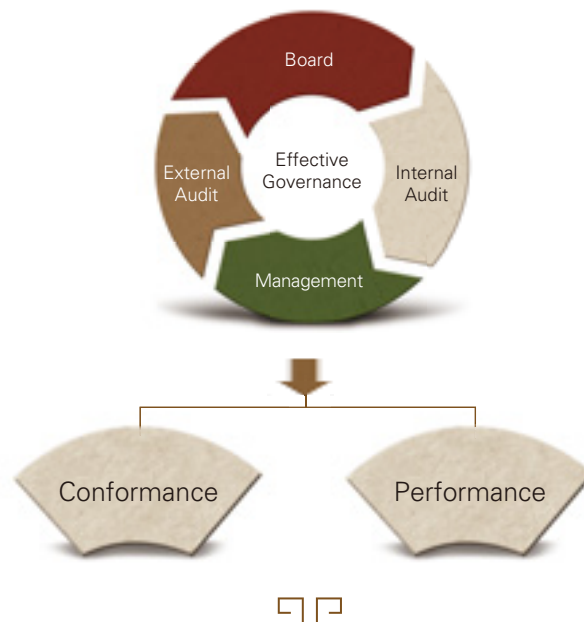 Board
External
Audit
Effective
Governance
Internal
Audit
Management
Conformance
Performance